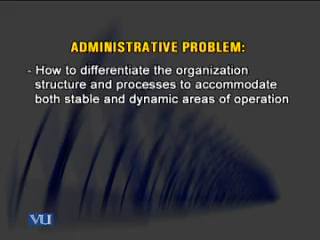 ADMINISTRATIVE PROBLEM:
- How to differentiate the organization
structure and processes to accommodate
both stable and dynamic areas of operation
VU